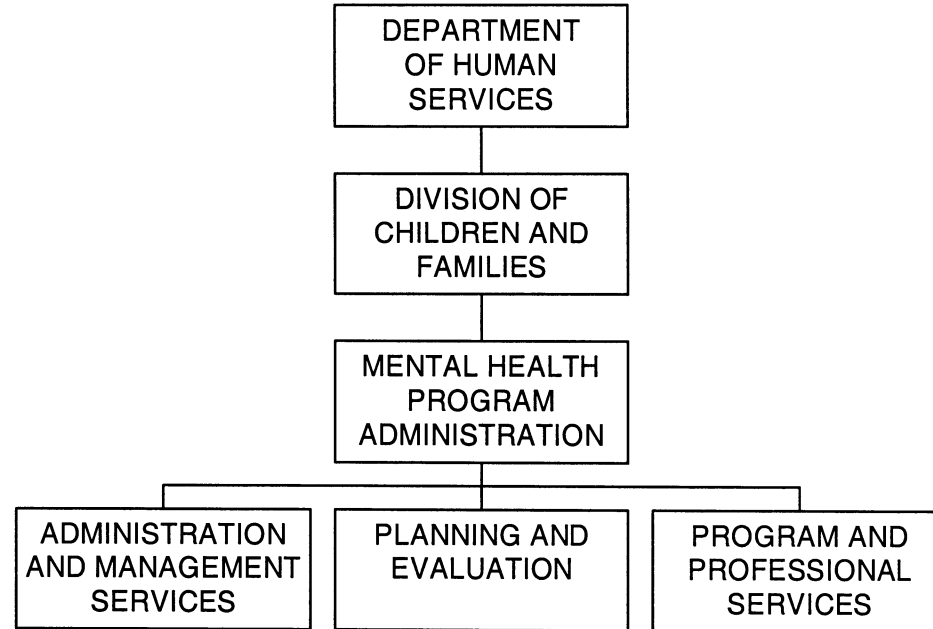 DEPARTMENT
OF HUMAN
SERVICES
DIVISION OF
CHILDREN AND
FAMILIES
MENTAL HEALTH
PROGRAM
ADMINISTRATION
ADMINISTRATION
AND MANAGEMENT
SERVICES
PLANNING AND
EVALUATION
PROGRAM AND
PROFESSIONAL
SERVICES